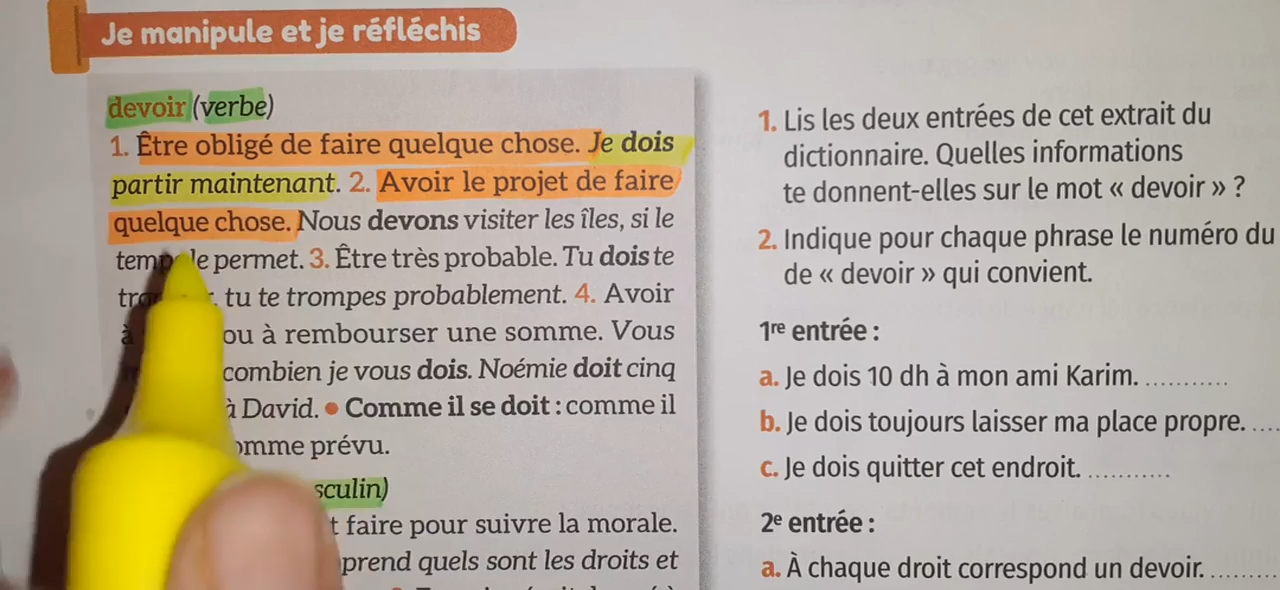 Je manipule et je réfléchis
devoir (verbe)
1. Être obligé de faire quelque chose. Je dois
partir maintenant. 2. Avoir le projet de faire
quelque chose. Nous devons visiter les îles, si le
le permet. 3. Être très probable. Tu dois te
tu te trompes probablement. 4. Avoir
à ou à rembourser une somme. Vous
combien je vous dois. Noémie doit cinq
à David. • Comme il se doit : comme il
prévu.
faire pour suivre la morale.
quels sont les droits et
1. Lis les deux entrées de cet extrait du
dictionnaire. Quelles informations
te donnent-elles sur le mot « devoir » ?
2. Indique pour chaque phrase le numéro du
de « devoir » qui convient.
1re entrée :
a. Je dois 10 dh à mon ami Karim. ...........
b. Je dois toujours laisser ma place propre. ....
c. Je dois quitter cet endroit. ...........
2e entrée :
a. À chaque droit correspond un devoir. .........